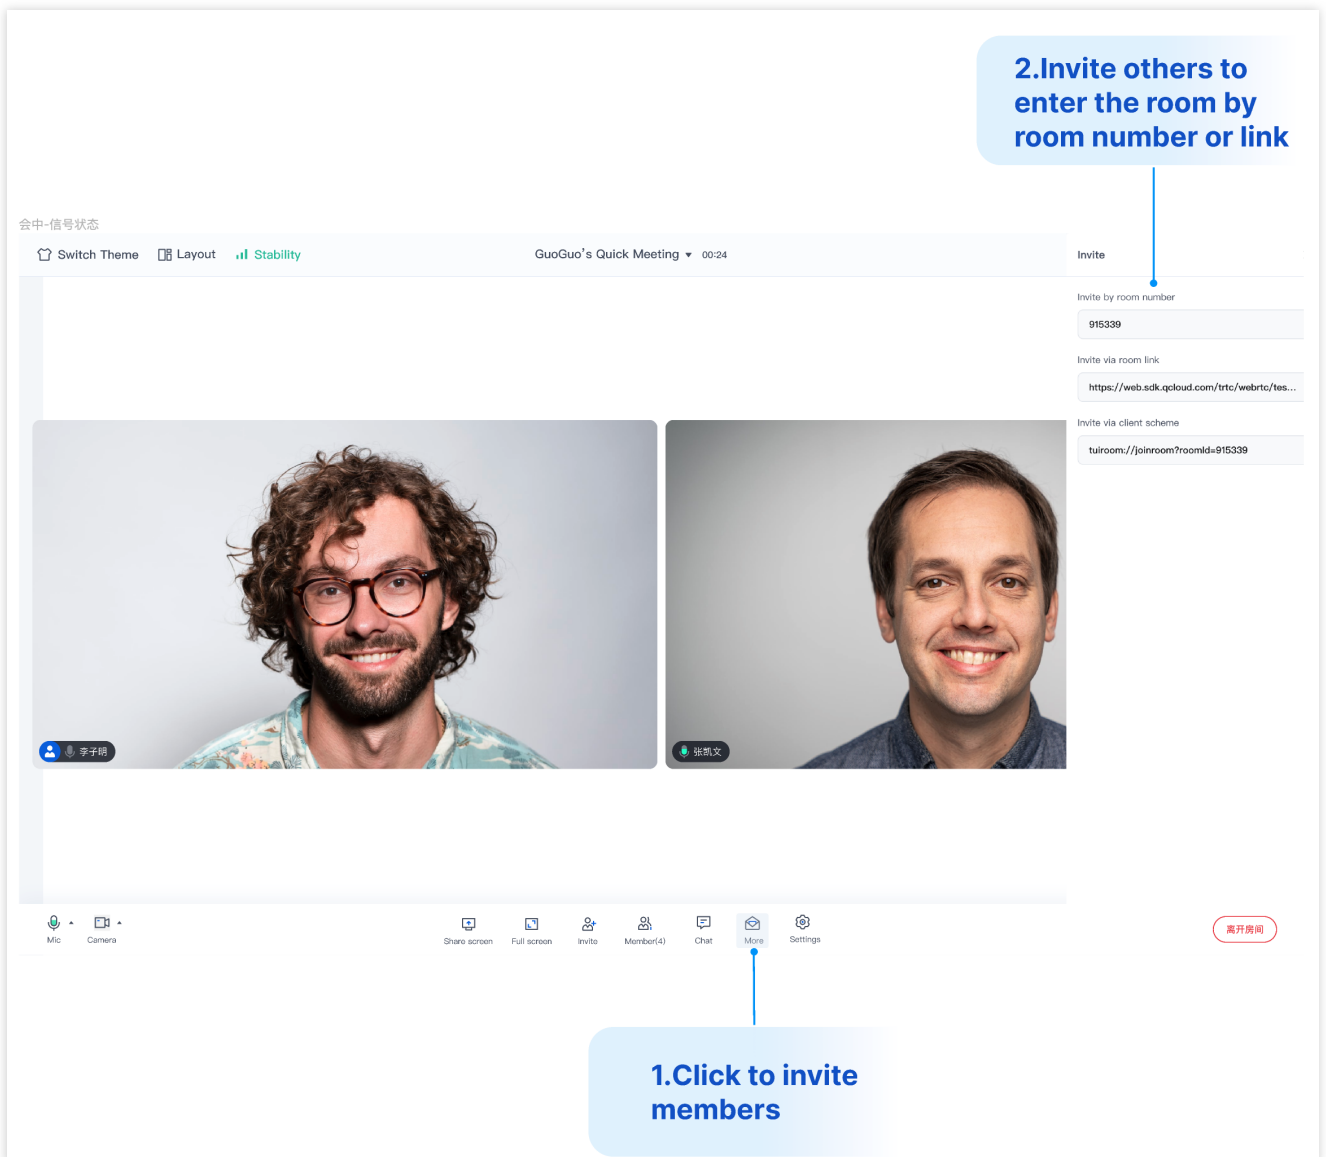 2.Invite others to
enter the room by
room number or link
会中-信号状态
Switch Theme
Layout
Stability
GuoGuo's Quick Meeting
00:24
Invite
Invite by room number
915339
Invite via room link
https://web.sdk.qcloud.com/trtc/webrtc/tes...
Invite via client scheme
tuiroom://joinroom?roomId=915339
李子明
张凯文
Mic
Camera
Share screen
Full screen
Invite
Member(4)
Chat
More
Settings
离开房间
1.Click to invite
members